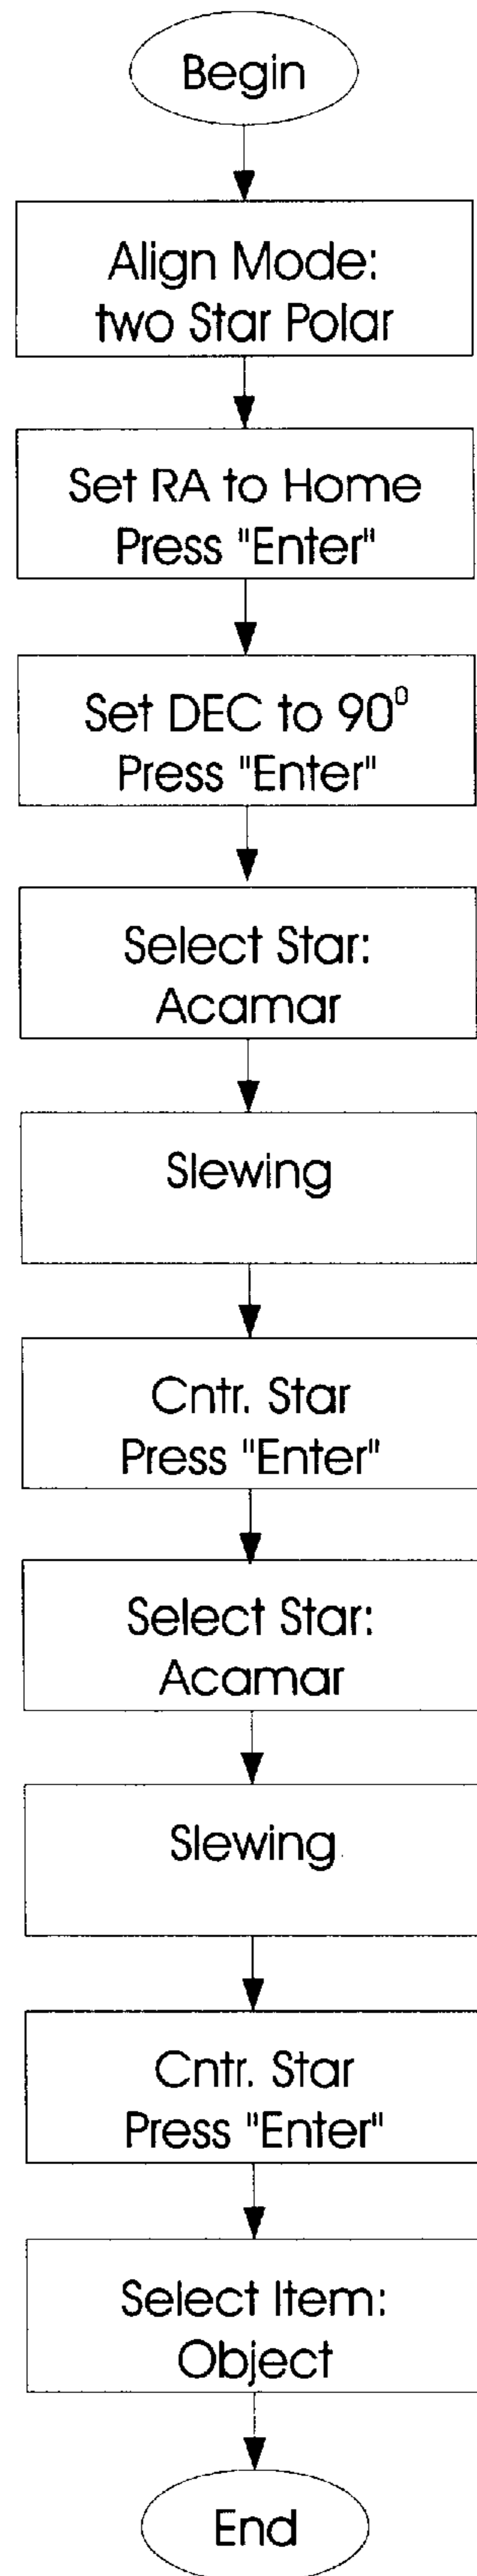 Begin
Align Mode:
two Star Polar
Set RA to Home
Press "Enter"
Set DEC to 90⁰
Press "Enter"
Select Star:
Acamar
Slewing
Cntr. Star
Press "Enter"
Select Star:
Acamar
Slewing
Cntr. Star
Press "Enter"
Select Item:
Object
End